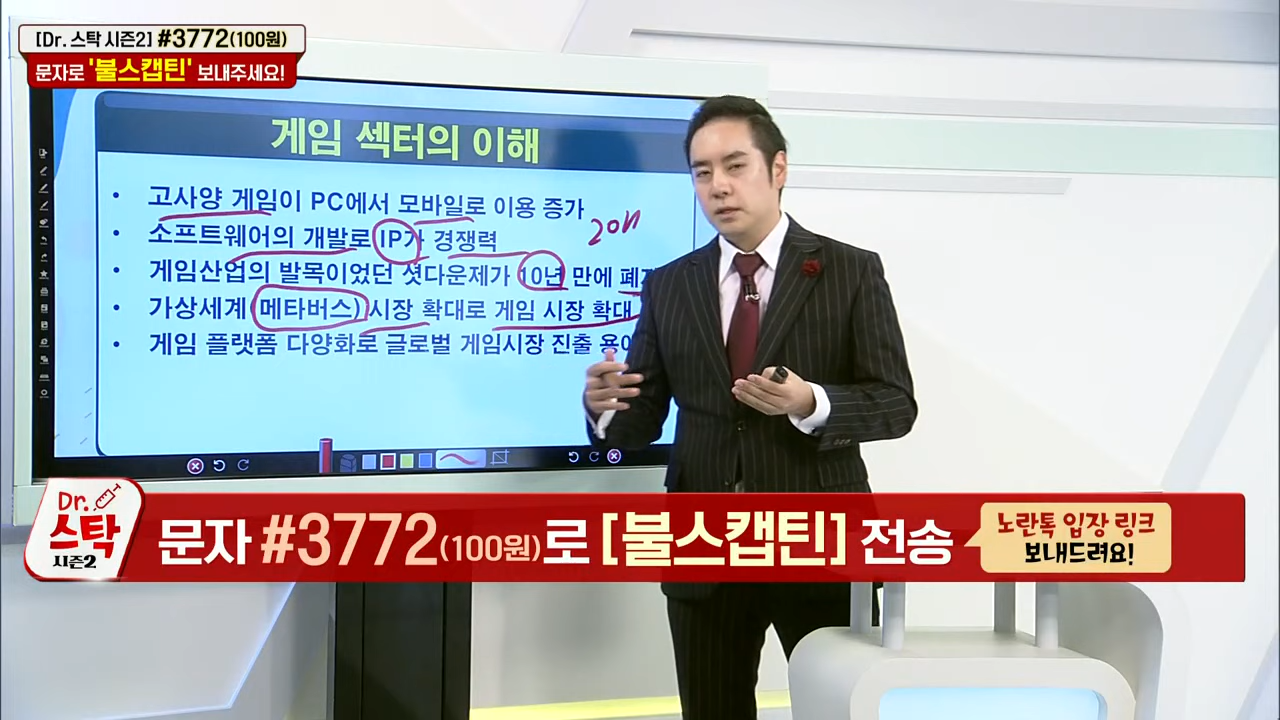 [Dr. 스탁 시즌2] #3772(100원)
문자로 '불스캡틴' 보내주세요!
게임 섹터의 이해
• 고사양 게임이 PC에서 모바일로 이용 증가
• 소프트웨어의 개발로 IP가 경쟁력
20개
• 게임산업의 발목이었던 셧다운제가 10년 만에 폐지
• 가상세계(메타버스) 시장 확대로 게임 시장 확대
• 게임 플랫폼 다양화로 글로벌 게임시장 진출 용이
Dr.
스탁
시즌2
문자 #3772(100원)로 [불스캡틴] 전송
노란톡 입장 링크
보내드려요!